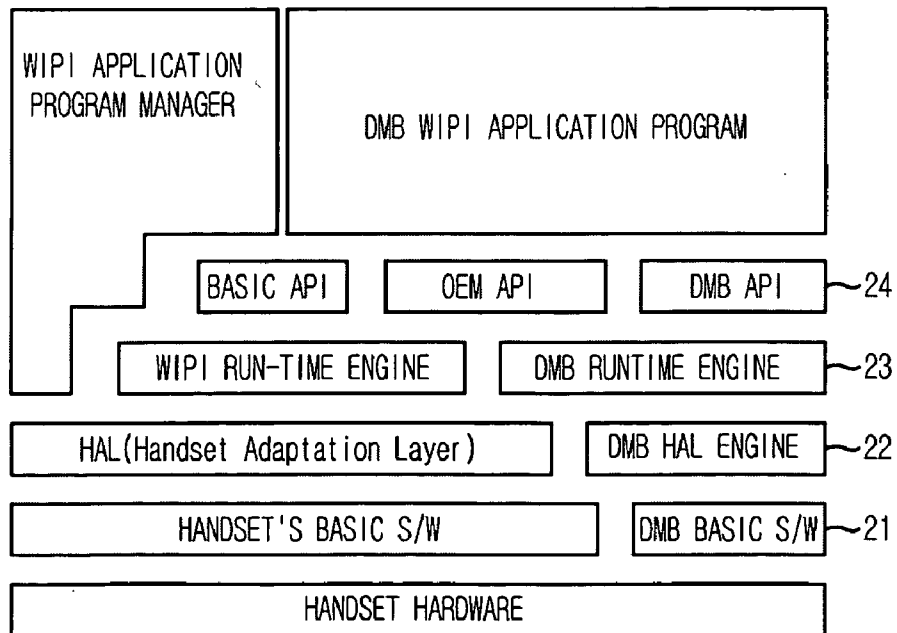 WIPI APPLICATION
PROGRAM MANAGER
DMB WIPI APPLICATION PROGRAM
BASIC API
OEM API
DMB API
24
WIPI RUN-TIME ENGINE
DMB RUNTIME ENGINE
23
HAL(Handset Adaptation Layer)
DMB HAL ENGINE
22
HANDSET'S BASIC S/W
DMB BASIC S/W
21
HANDSET HARDWARE